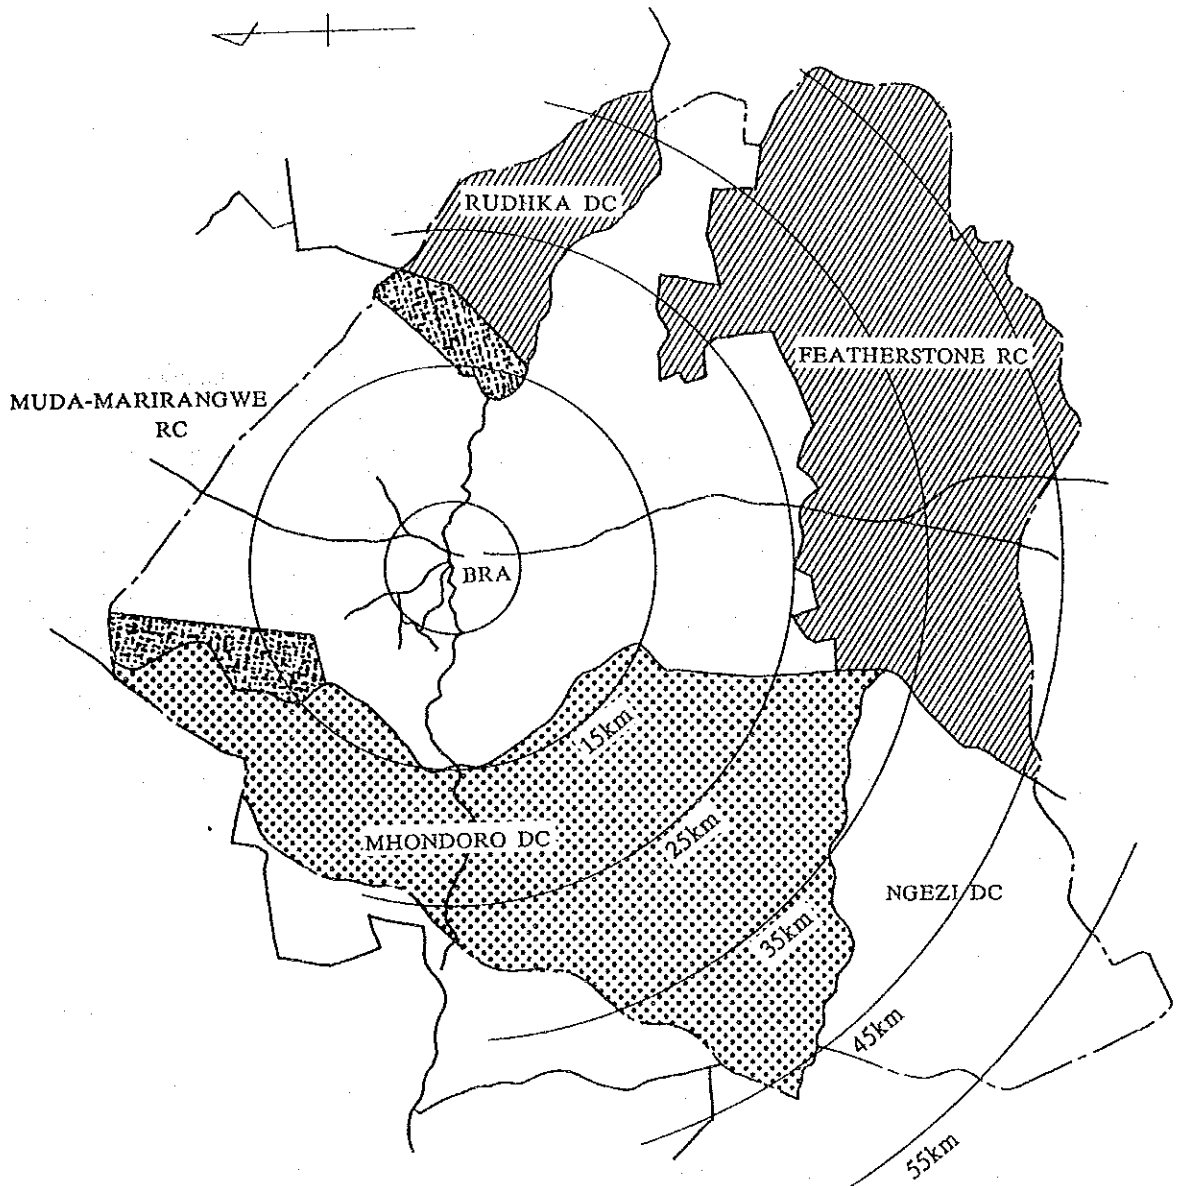 RUDHKA DC
FEATHERSTONE RC
MUDA-MARIRANGWE
RC
BRA
15km
MHONDORO DC
25km
NGEZI DC
35km
45km
55km